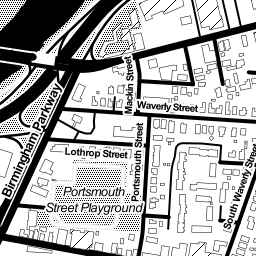 Mackin Street
Waverly Street
Birmingham Parkway
Lothrop Street
Portsmouth Street
South Waverly Street
Portsmouth
Street Playground